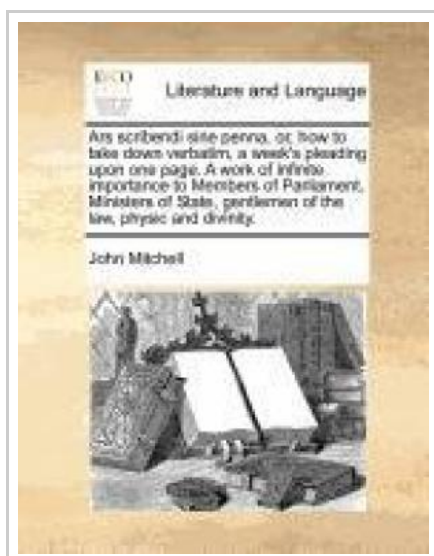 ECCO
Literature and Language
Ars scribendi sine penna, or, how to
take down verbatim, a week's pleading
upon one page. A work of infinite
importance to Members of Parliament,
Ministers of State, gentlemen of the
law, physic and divinity.
John Mitchell